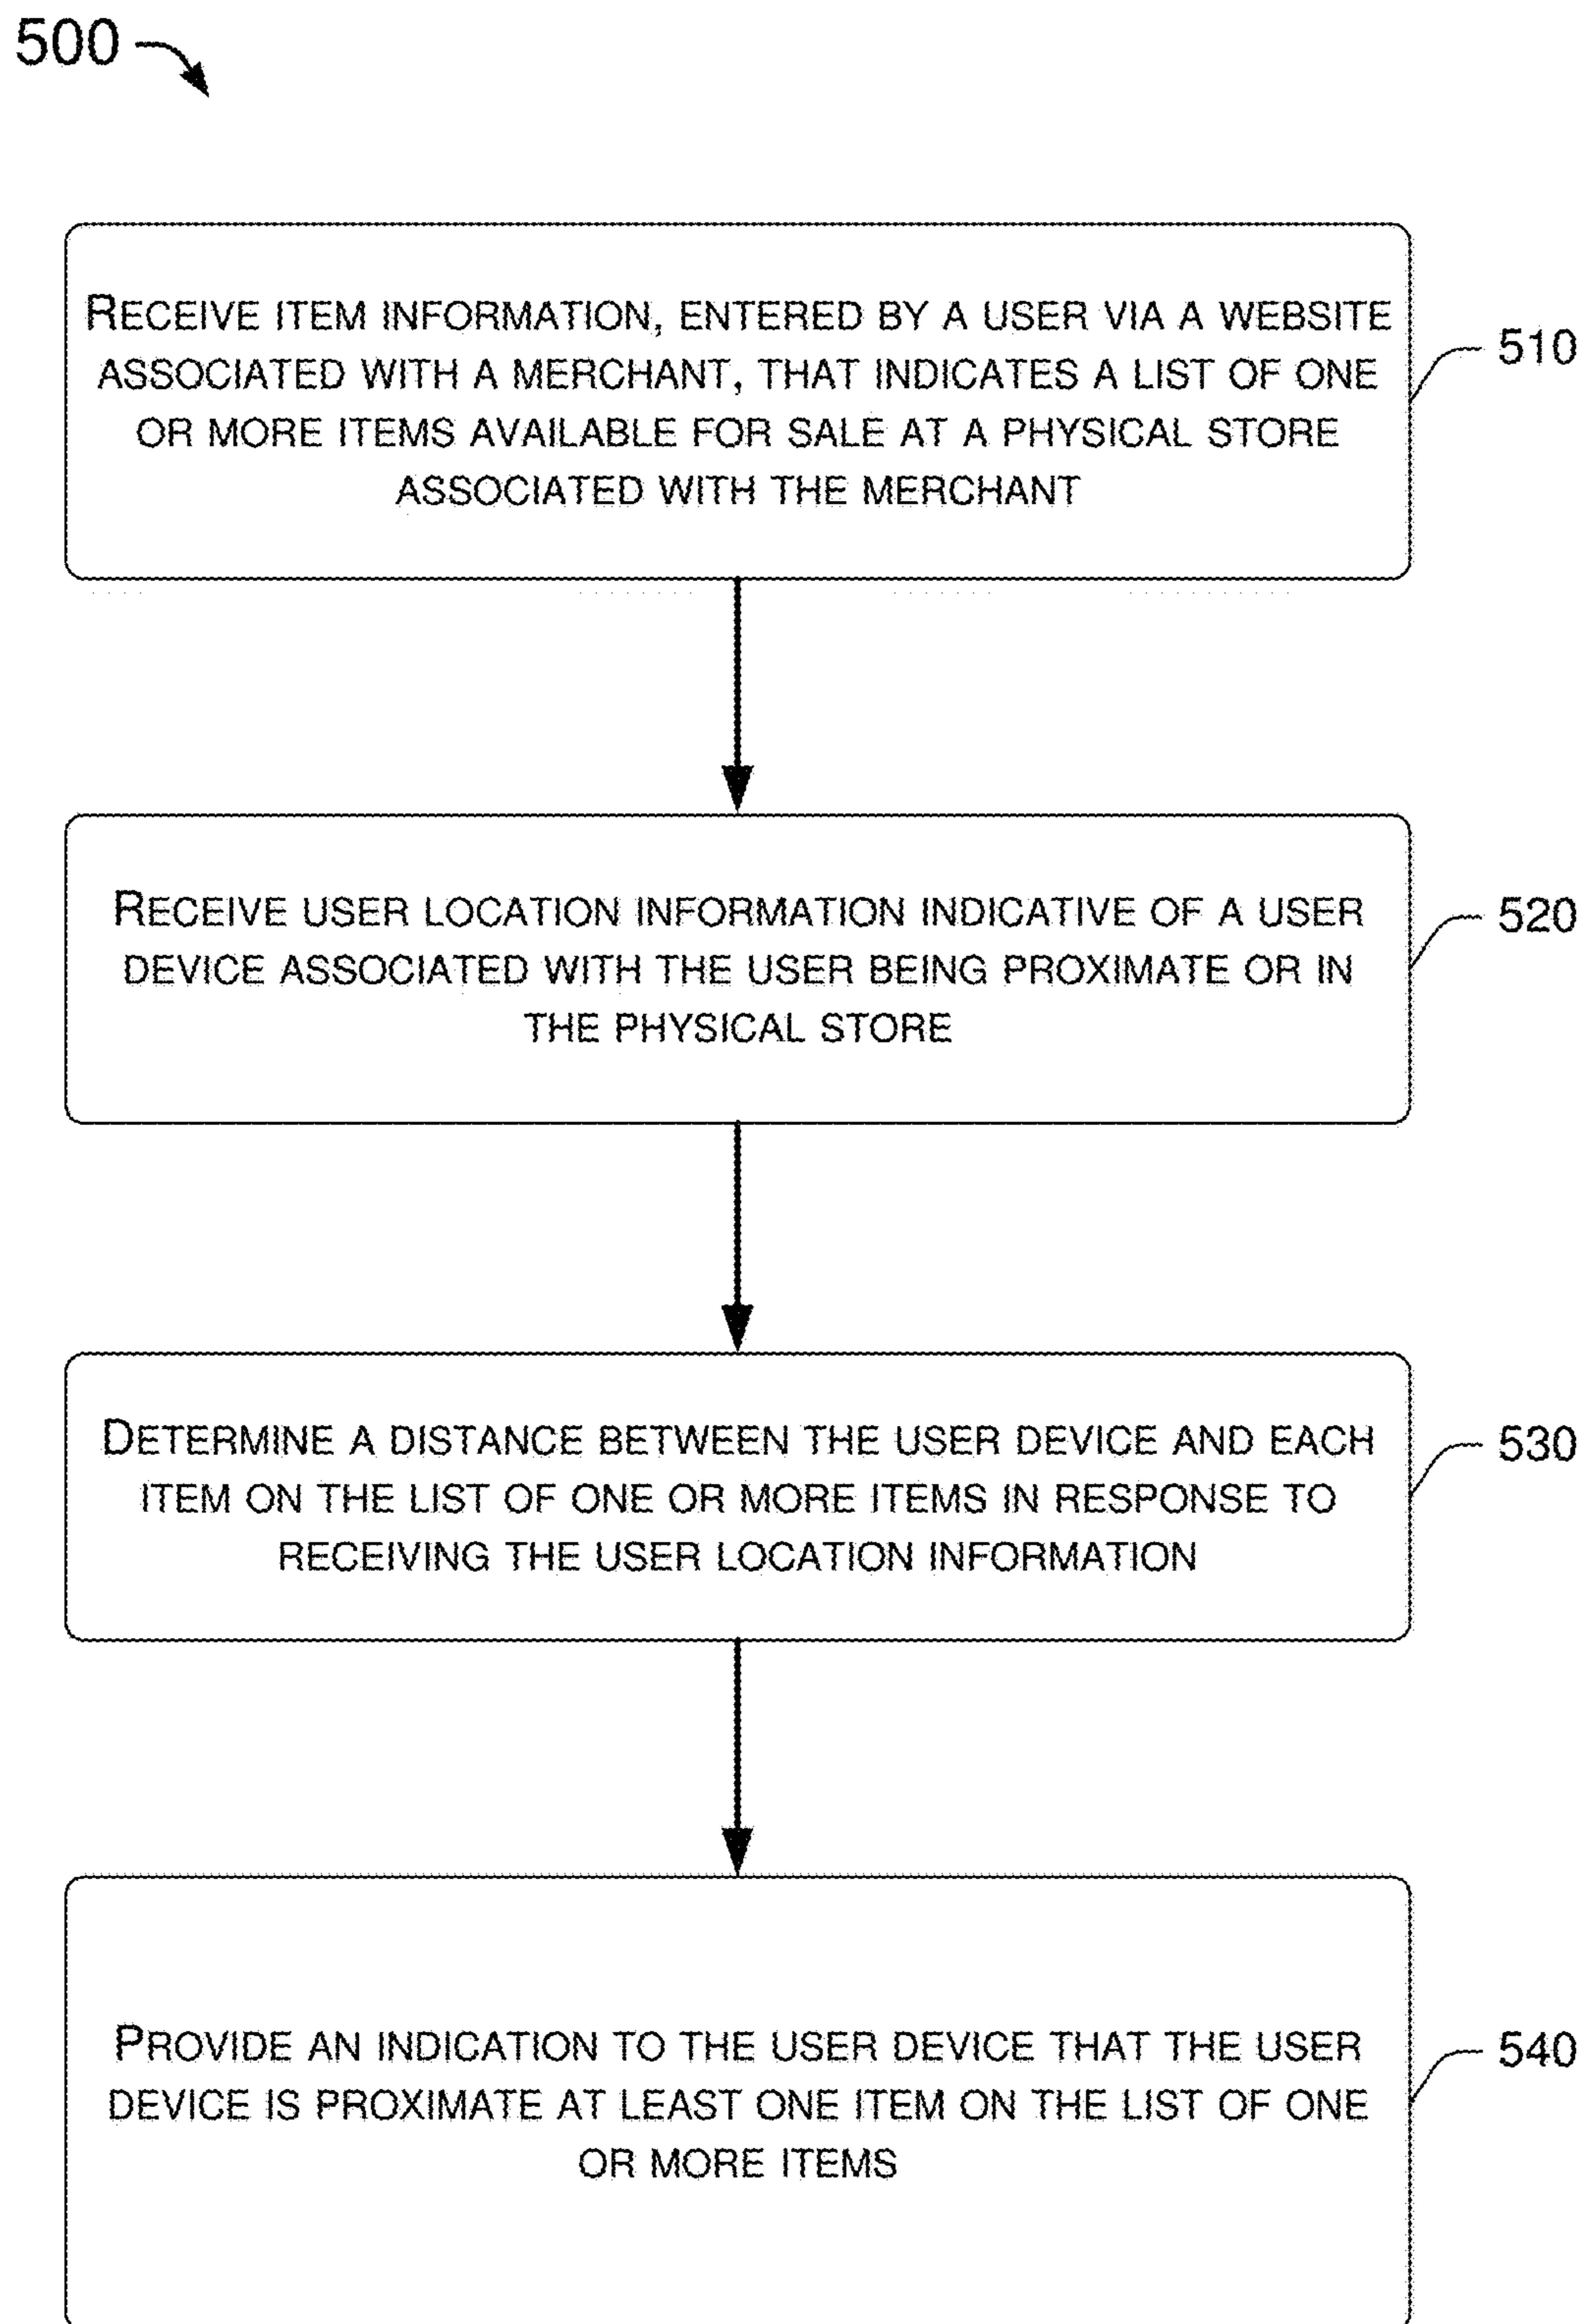 500
RECEIVE ITEM INFORMATION, ENTERED BY A USER VIA A WEBSITE
ASSOCIATED WITH A MERCHANT, THAT INDICATES A LIST OF ONE
OR MORE ITEMS AVAILABLE FOR SALE AT A PHYSICAL STORE
ASSOCIATED WITH THE MERCHANT
510
RECEIVE USER LOCATION INFORMATION INDICATIVE OF A USER
DEVICE ASSOCIATED WITH THE USER BEING PROXIMATE OR IN
THE PHYSICAL STORE
520
DETERMINE A DISTANCE BETWEEN THE USER DEVICE AND EACH
ITEM ON THE LIST OF ONE OR MORE ITEMS IN RESPONSE TO
RECEIVING THE USER LOCATION INFORMATION
530
PROVIDE AN INDICATION TO THE USER DEVICE THAT THE USER
DEVICE IS PROXIMATE AT LEAST ONE ITEM ON THE LIST OF ONE
OR MORE ITEMS
540